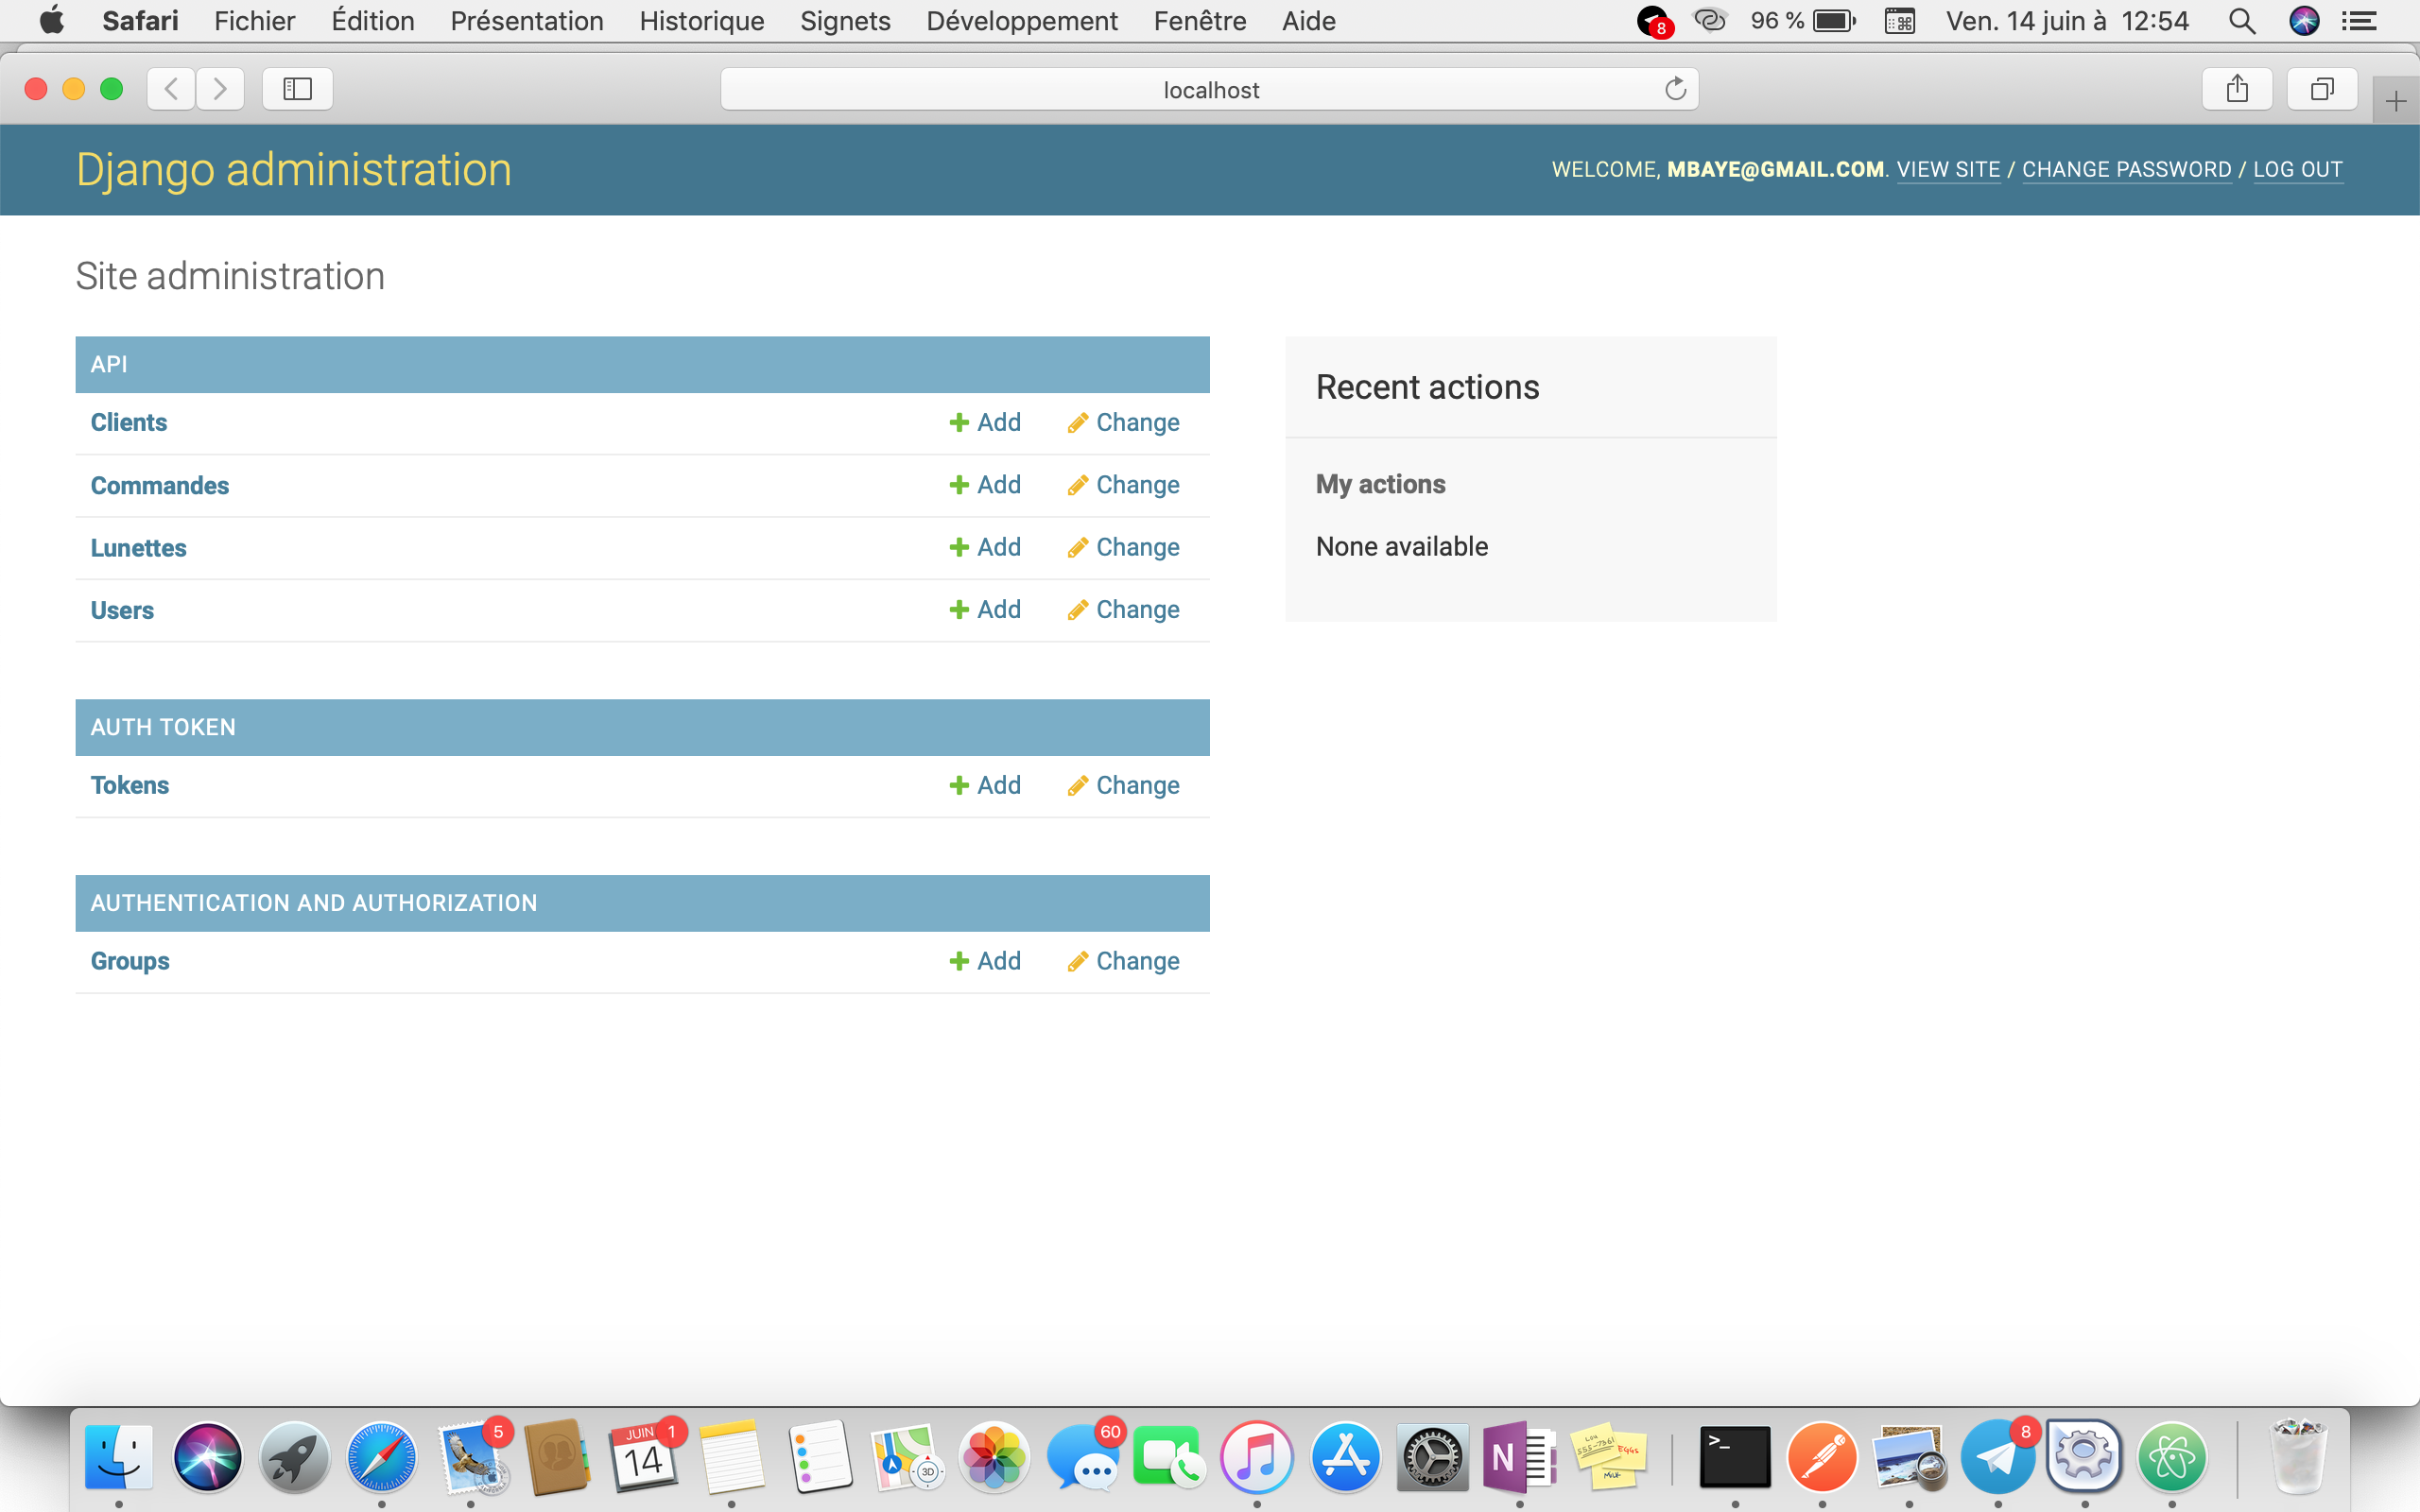 Safari Fichier Édition Présentation Historique Signets Développement Fenêtre Aide 8 96 % Ven. 14 juin à 12:54
localhost
Django administration
WELCOME, MBAYE@GMAIL.COM. VIEW SITE / CHANGE PASSWORD / LOG OUT
Site administration
API
Clients Add Change
Commandes Add Change
Lunettes Add Change
Users Add Change
Recent actions
My actions
None available
AUTH TOKEN
Tokens Add Change
AUTHENTICATION AND AUTHORIZATION
Groups Add Change
5 JUIN 14 1 3D 60 N EGGS MILK >_ 8